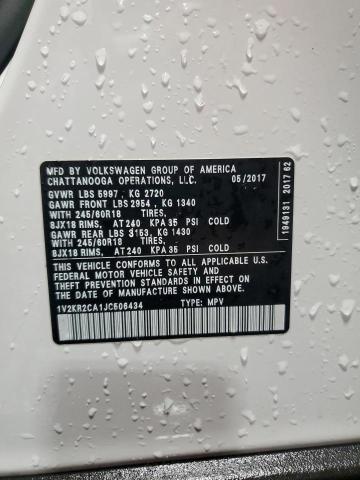 MFD BY VOLKSWAGEN GROUP OF AMERICA
CHATTANOOGA OPERATIONS, LLC. 05/2017
GVWR LBS 5997 , KG 2720
GAWR FRONT LBS 2954 , KG 1340
WITH 245/60R18 TIRES,
8JX18 RIMS, AT 240 KPA 35 PSI COLD
GAWR REAR LBS 3153, KG 1430
WITH 245/60R18 TIRES,
8JX18 RIMS, AT 240 KPA 35 PSI COLD
THIS VEHICLE CONFORMS TO ALL APPLICABLE U.S.
FEDERAL MOTOR VEHICLE SAFETY, BUMPER, AND
THEFT PREVENTION STANDARDS IN EFFECT ON THE
DATE OF MANUFACTURE SHOWN ABOVE.
1V2KR2CA1JC506434 TYPE: MPV
1949131 2017 62